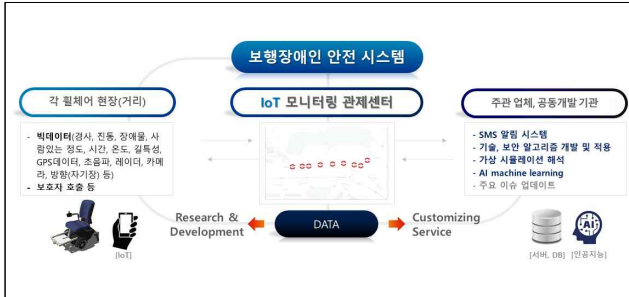 보행장애인 안전 시스템
각 휠체어 현장(거리)
- 빅데이터(경사, 진동, 장애물, 사
람있는 정도, 시간, 온도, 길특성,
GPS데이터, 초음파, 레이더, 카메
라, 방향(자기장) 등)
- 보호자 호출 등
[IoT]
IoT 모니터링 관제센터
Research &
Development
DATA
Customizing
Service
주관 업체, 공동개발 기관
- SMS 알림 시스템
- 기술, 보안 알고리즘 개발 및 적용
- 가상 시뮬레이션 해석
- AI machine learning
- 주요 이슈 업데이트
AI
[서버, DB]
[인공지능]